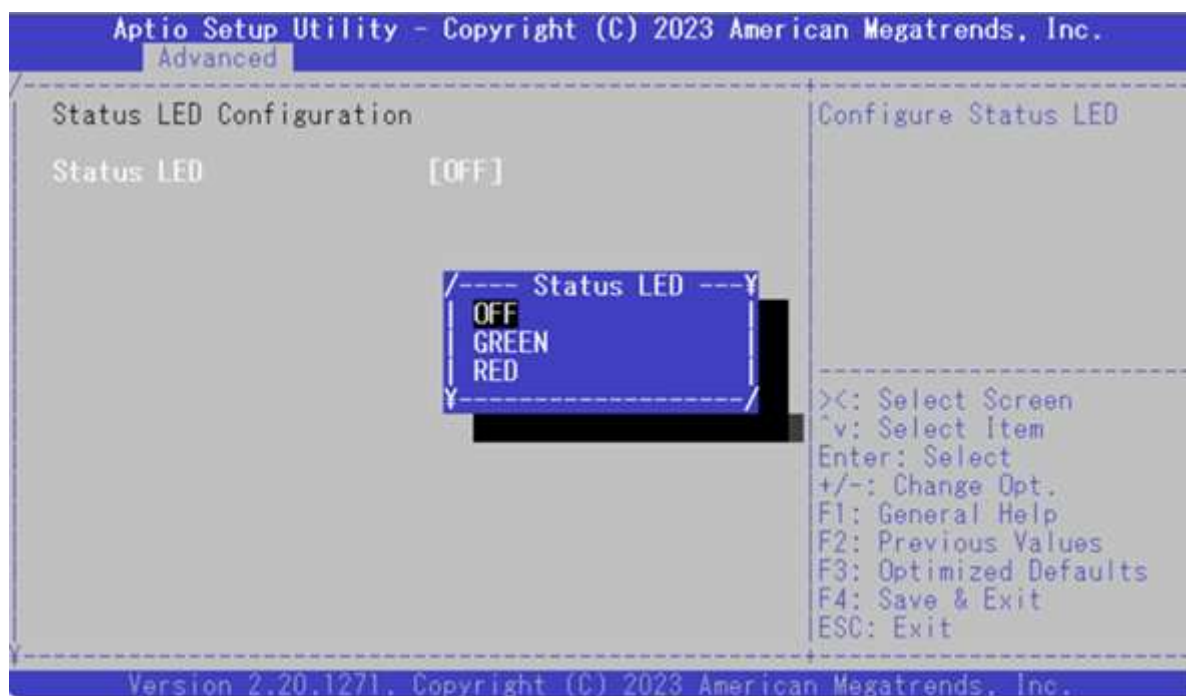 Aptio Setup Utility - Copyright (C) 2023 American Megatrends, Inc.
Advanced
Status LED Configuration
Status LED [OFF]
Configure Status LED
/---- Status LED ---¥
OFF
GREEN
RED
><: Select Screen
^v: Select Item
Enter: Select
+/-: Change Opt.
F1: General Help
F2: Previous Values
F3: Optimized Defaults
F4: Save & Exit
ESC: Exit
Version 2.20.1271. Copyright (C) 2023 American Megatrends, Inc.